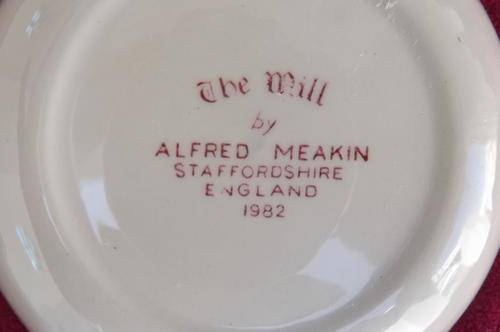 The Mill
by
ALFRED MEAKIN
STAFFORDSHIRE
ENGLAND
1982